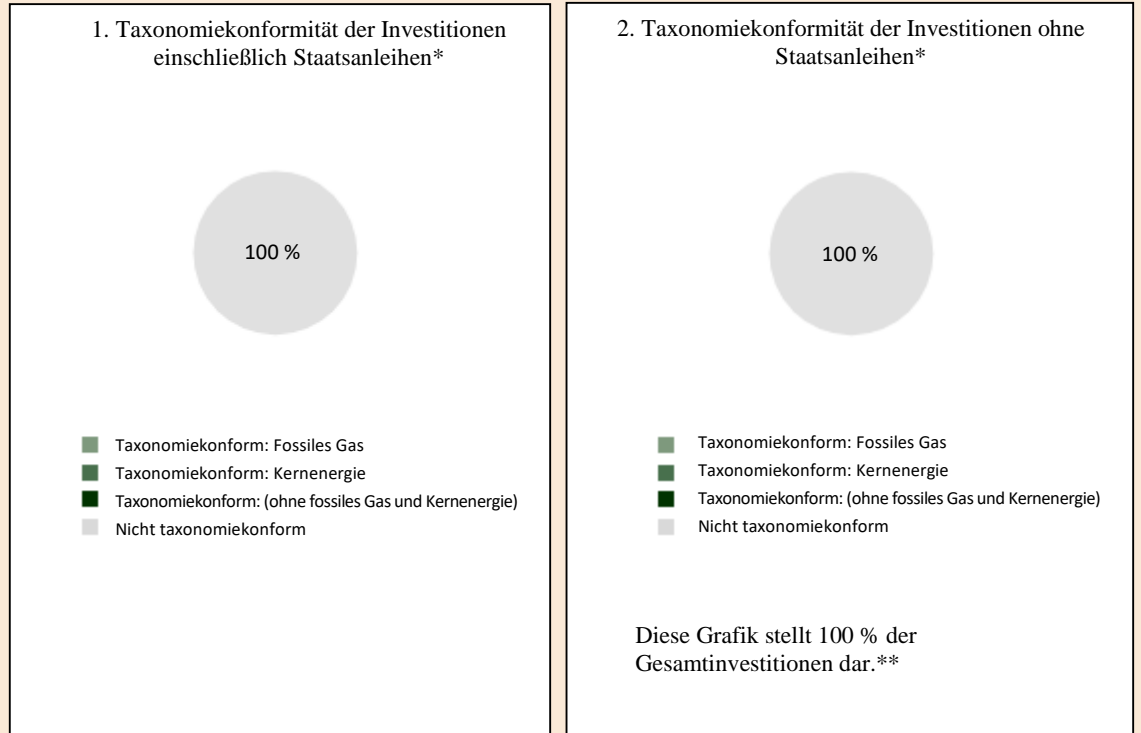 1. Taxonomiekonformität der Investitionen
einschließlich Staatsanleihen*
100 %
Taxonomiekonform: Fossiles Gas
Taxonomiekonform: Kernenergie
Taxonomiekonform: (ohne fossiles Gas und Kernenergie)
Nicht taxonomiekonform
2. Taxonomiekonformität der Investitionen ohne
Staatsanleihen*
100 %
Taxonomiekonform: Fossiles Gas
Taxonomiekonform: Kernenergie
Taxonomiekonform: (ohne fossiles Gas und Kernenergie)
Nicht taxonomiekonform
Diese Grafik stellt 100 % der
Gesamtinvestitionen dar.**